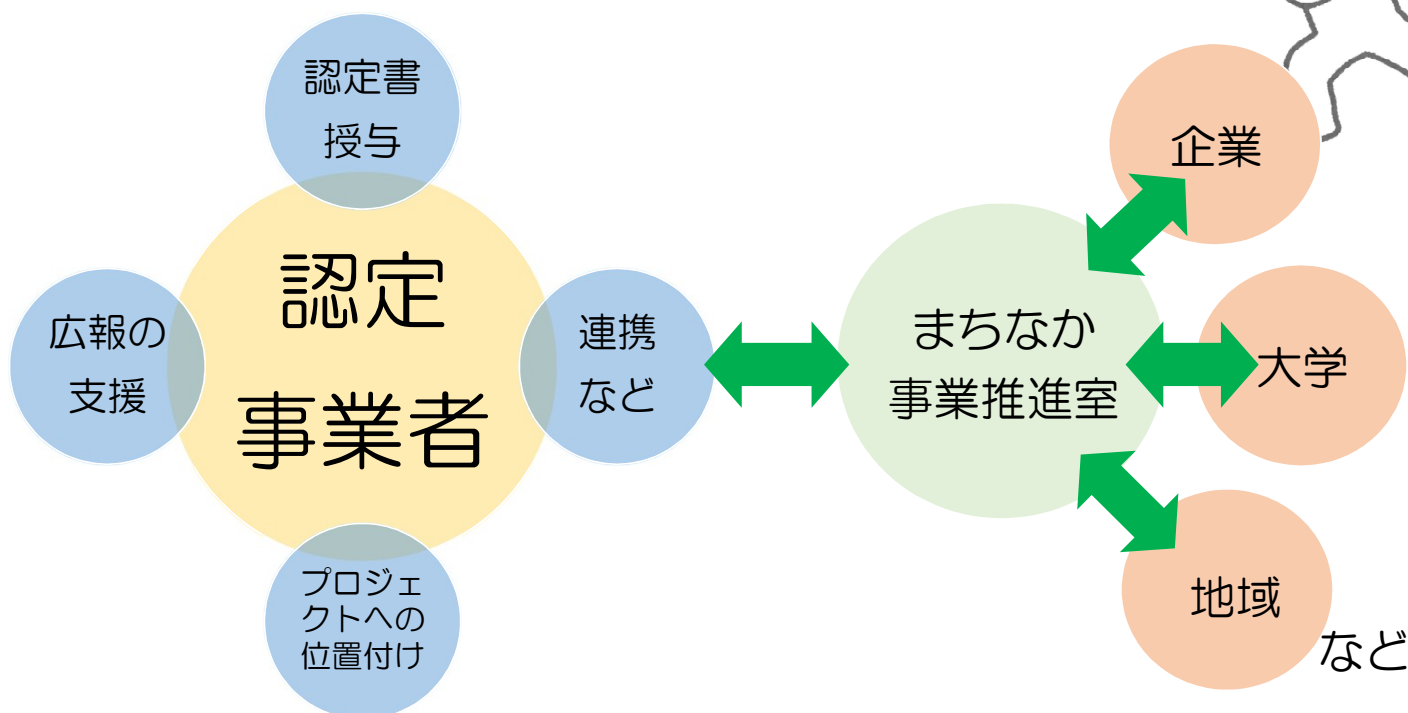 認定書
授与
認定
事業者
広報の
支援
連携
など
プロジェ
クトへの
位置付け
まちなか
事業推進室
企業
大学
地域
など